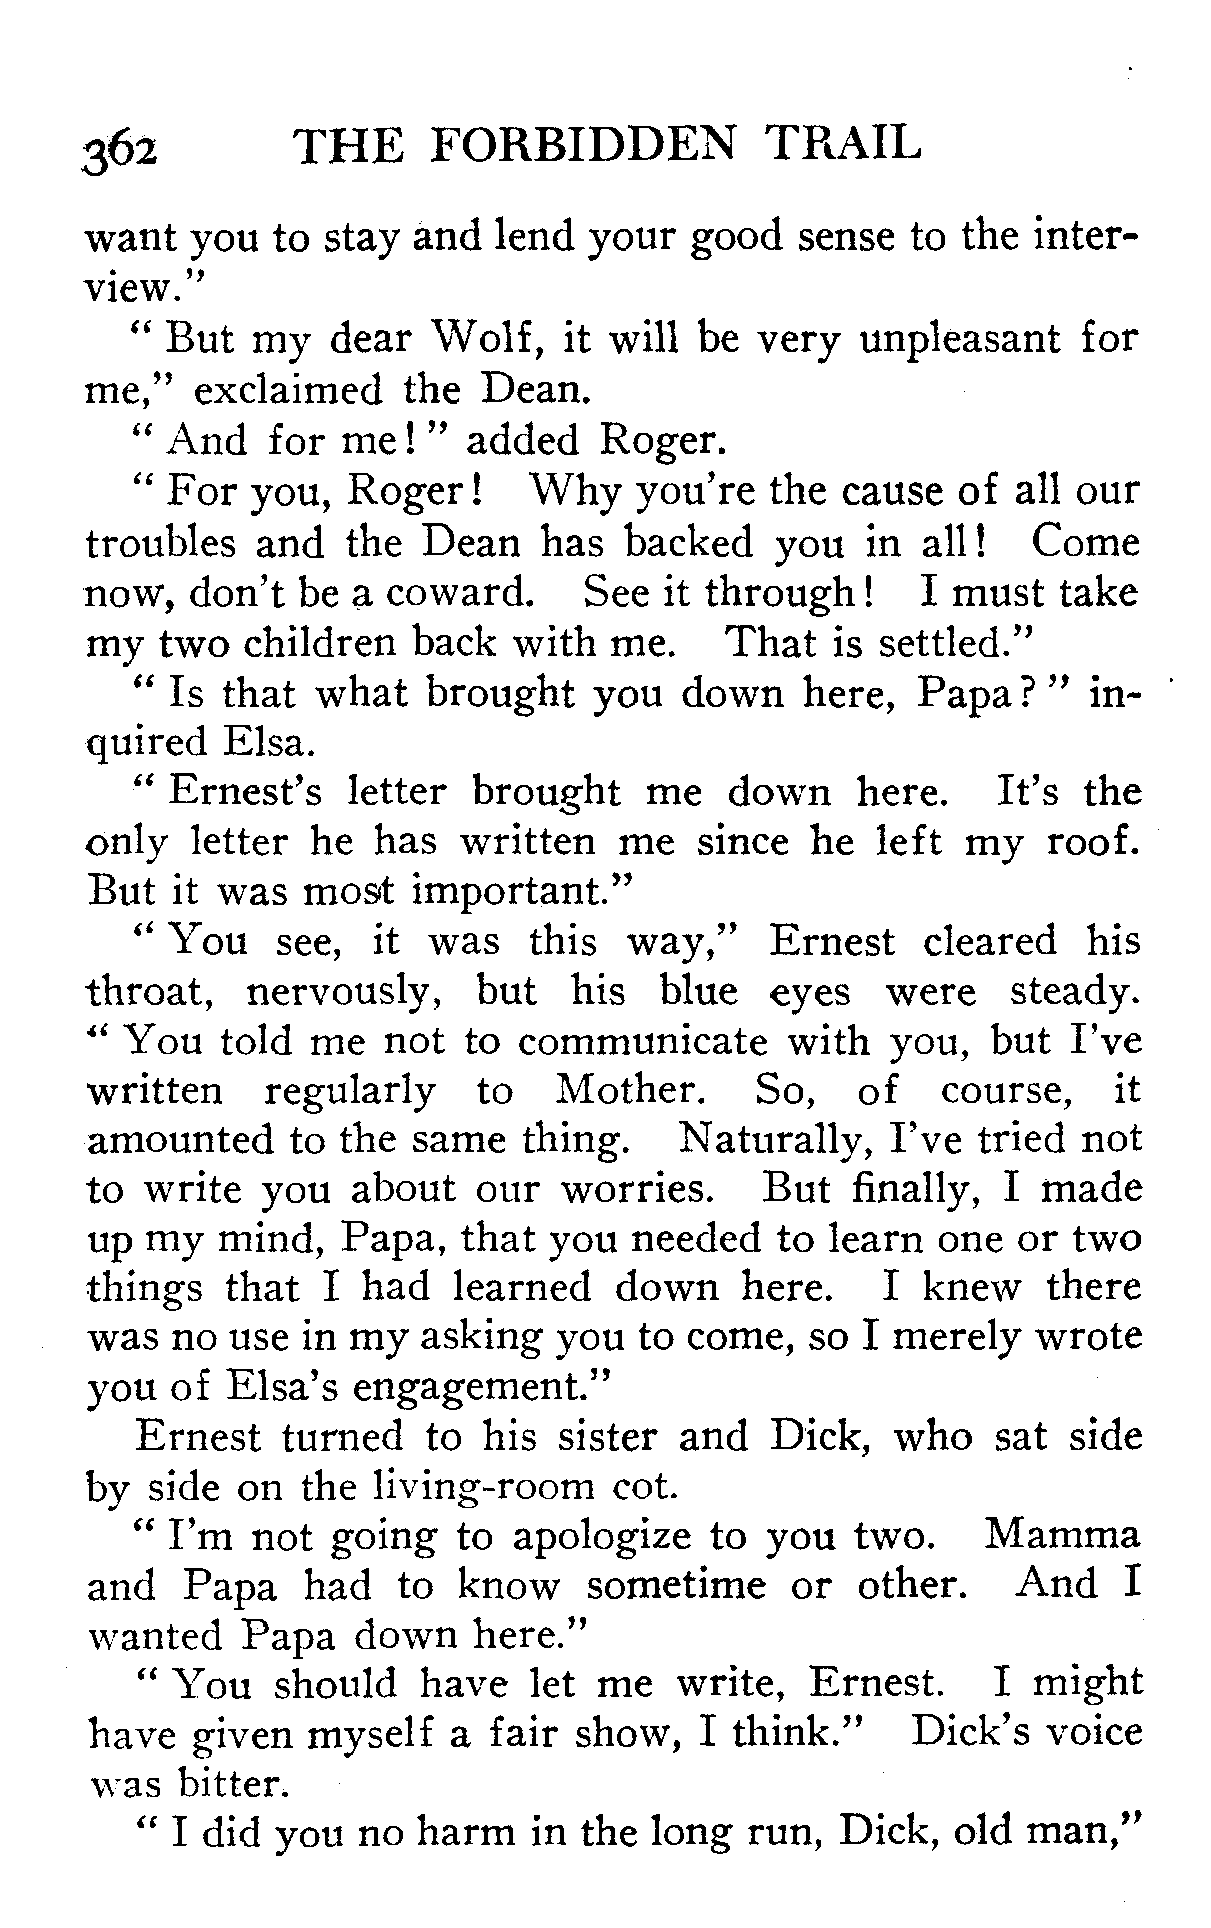 362 THE FORBIDDEN TRAIL
want you to stay and lend your good sense to the inter-
view."
" But my dear Wolf, it will be very unpleasant for
me," exclaimed the Dean.
" And for me! " added Roger.
" For you, Roger! Why you're the cause of all our
troubles and the Dean has backed you in all! Come
now, don't be a coward. See it through! I must take
my two children back with me. That is settled."
" Is that what brought you down here, Papa? " in-
quired Elsa.
" Ernest's letter brought me down here. It's the
only letter he has written me since he left my roof.
But it was most important."
" You see, it was this way," Ernest cleared his
throat, nervously, but his blue eyes were steady.
" You told me not to communicate with you, but I've
written regularly to Mother. So, of course, it
amounted to the same thing. Naturally, I've tried not
to write you about our worries. But finally, I made
up my mind, Papa, that you needed to learn one or two
things that I had learned down here. I knew there
was no use in my asking you to come, so I merely wrote
you of Elsa's engagement."
Ernest turned to his sister and Dick, who sat side
by side on the living-room cot.
" I'm not going to apologize to you two. Mamma
and Papa had to know sometime or other. And I
wanted Papa down here."
" You should have let me write, Ernest. I might
have given myself a fair show, I think." Dick's voice
was bitter.
" I did you no harm in the long run, Dick, old man,"